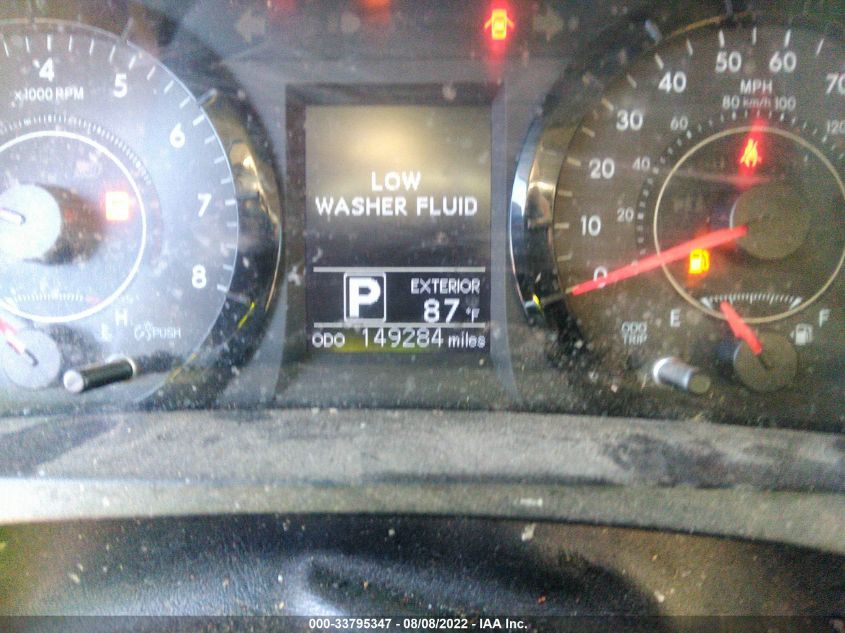 4
5
x1000 RPM
6
7
8
H
PUSH
LOW
WASHER FLUID
P
EXTERIOR
87 °F
ODO 149284 miles
0
10
20
30
40
50
60
70
MPH
80 km/h 100
20
40
60
120
ODO
TRIP
E
F
000-33795347 - 08/08/2022 - IAA Inc.